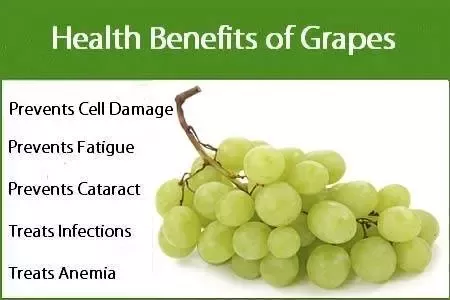 Health Benefits of Grapes
Prevents Cell Damage
Prevents Fatigue
Prevents Cataract
Treats Infections
Treats Anemia